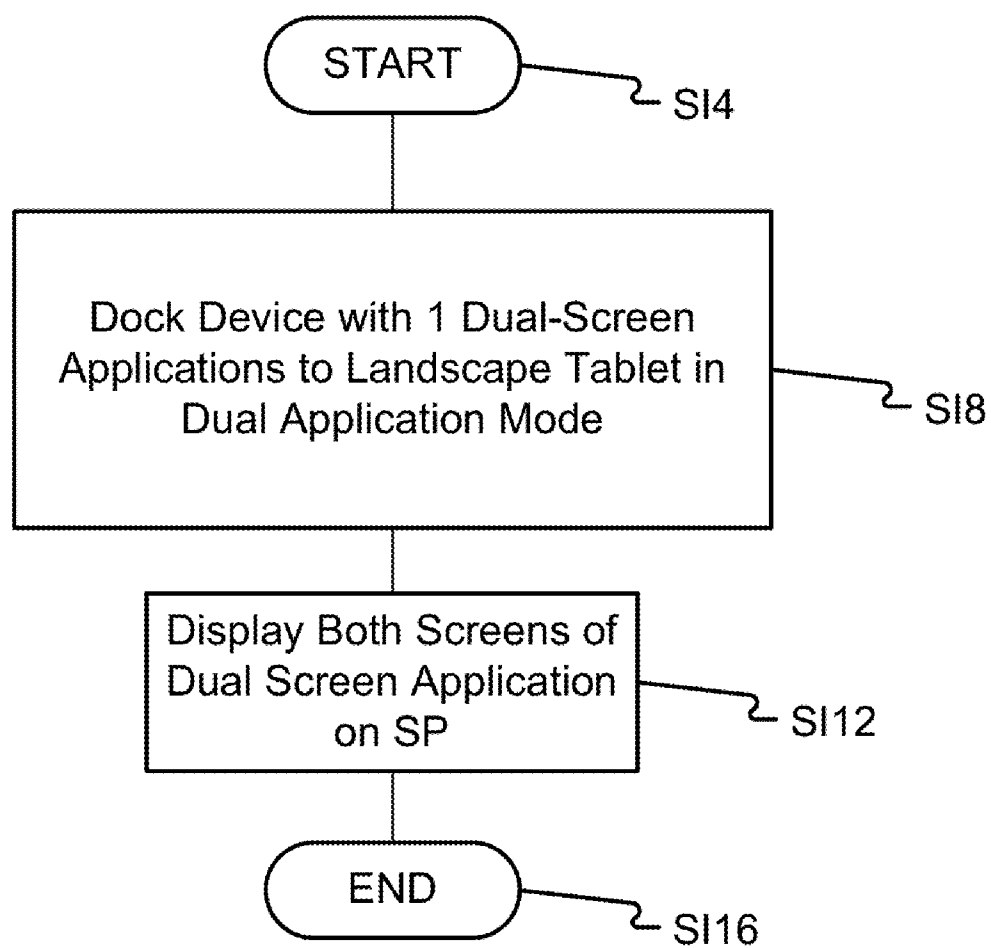 START
SI4
Dock Device with 1 Dual-Screen
Applications to Landscape Tablet in
Dual Application Mode
SI8
Display Both Screens of
Dual Screen Application
on SP
SI12
END
SI16